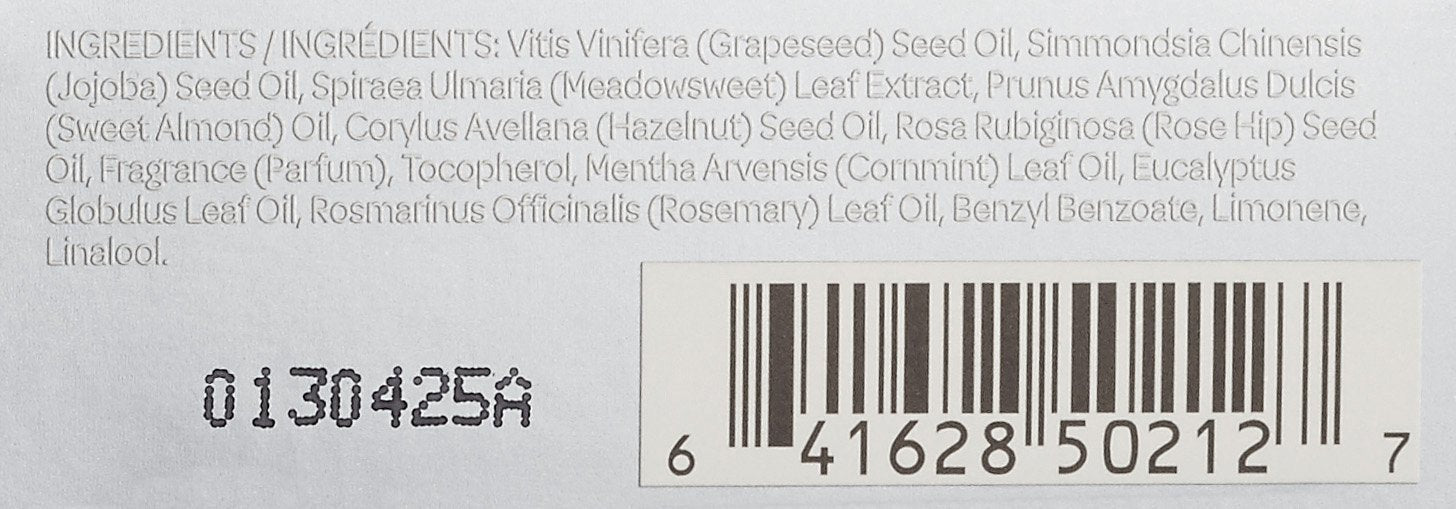 INGREDIENTS / INGRÉDIENTS: Vitis Vinifera (Grapeseed) Seed Oil, Simmondsia Chinensis
(Jojoba) Seed Oil, Spiraea Ulmaria (Meadowsweet) Leaf Extract, Prunus Amygdalus Dulcis
(Sweet Almond) Oil, Corylus Avellana (Hazelnut) Seed Oil, Rosa Rubiginosa (Rose Hip) Seed
Oil, Fragrance (Parfum), Tocopherol, Mentha Arvensis (Cornmint) Leaf Oil, Eucalyptus
Globulus Leaf Oil, Rosmarinus Officinalis (Rosemary) Leaf Oil, Benzyl Benzoate, Limonene,
Linalool.
0130425A
6 41628 50212 7